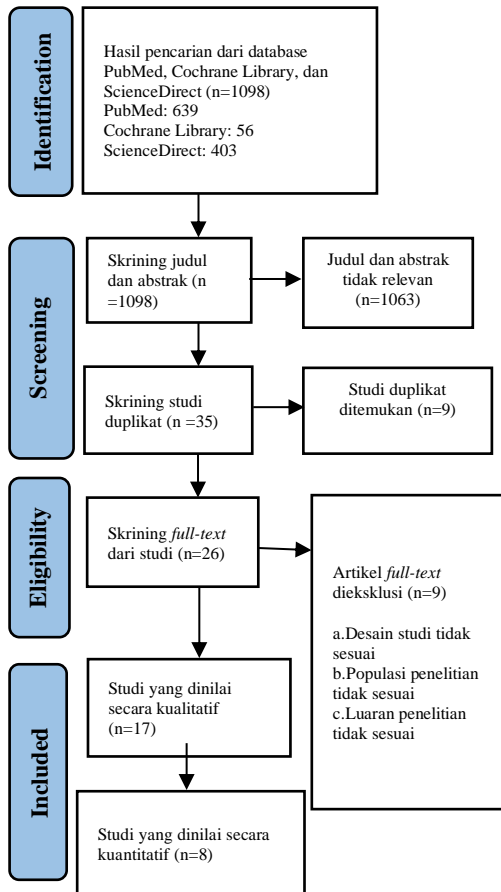 Identification
Hasil pencarian dari database
PubMed, Cochrane Library, dan
ScienceDirect (n=1098)
PubMed: 639
Cochrane Library: 56
ScienceDirect: 403
Screening
Skrining judul
dan abstrak (n
=1098)
Judul dan abstrak
tidak relevan
(n=1063)
Skrining studi
duplikat (n =35)
Studi duplikat
ditemukan (n=9)
Eligibility
Skrining full-text
dari studi (n=26)
Artikel full-text
dieksklusi (n=9)
a.Desain studi tidak
sesuai
b.Populasi penelitian
tidak sesuai
c.Luaran penelitian
tidak sesuai
Included
Studi yang dinilai
secara kualitatif
(n=17)
Studi yang dinilai secara
kuantitatif (n=8)